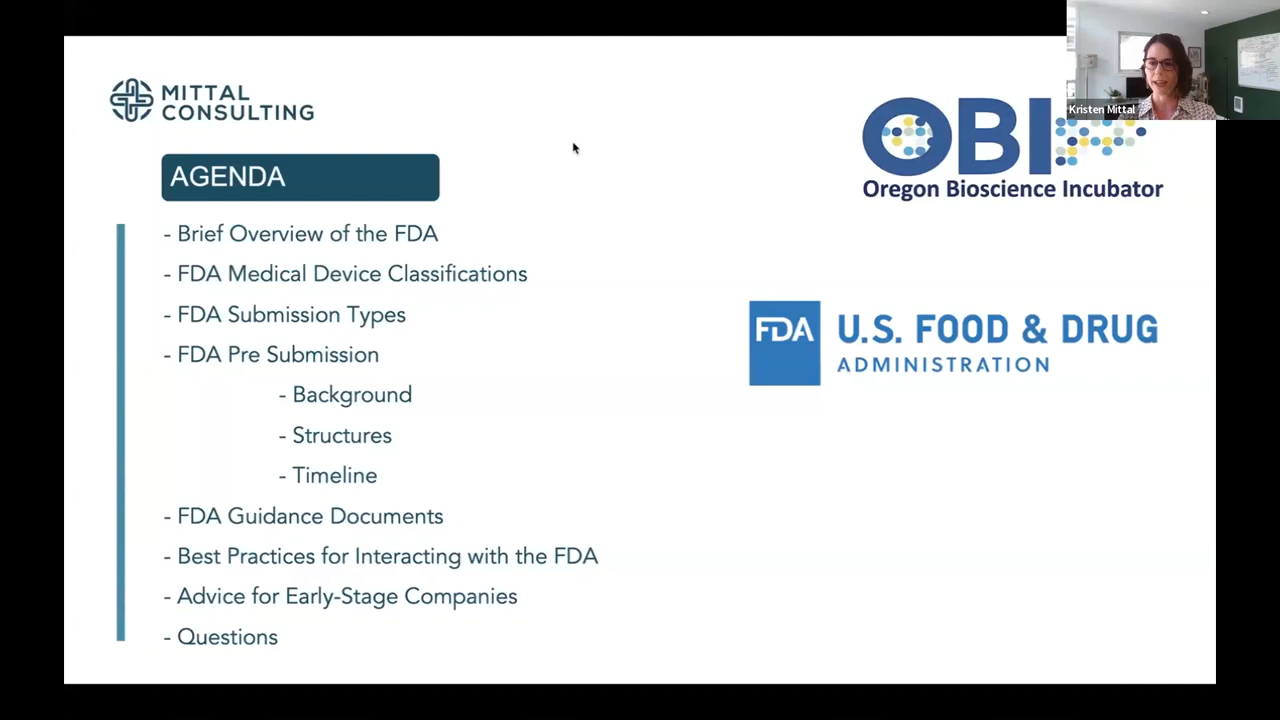 MITTAL
CONSULTING
AGENDA
- Brief Overview of the FDA
- FDA Medical Device Classifications
- FDA Submission Types
- FDA Pre Submission
- Background
- Structures
- Timeline
- FDA Guidance Documents
- Best Practices for Interacting with the FDA
- Advice for Early-Stage Companies
- Questions
Kristen Mittal
OBI
Oregon Bioscience Incubator
FDA
U.S. FOOD & DRUG
ADMINISTRATION